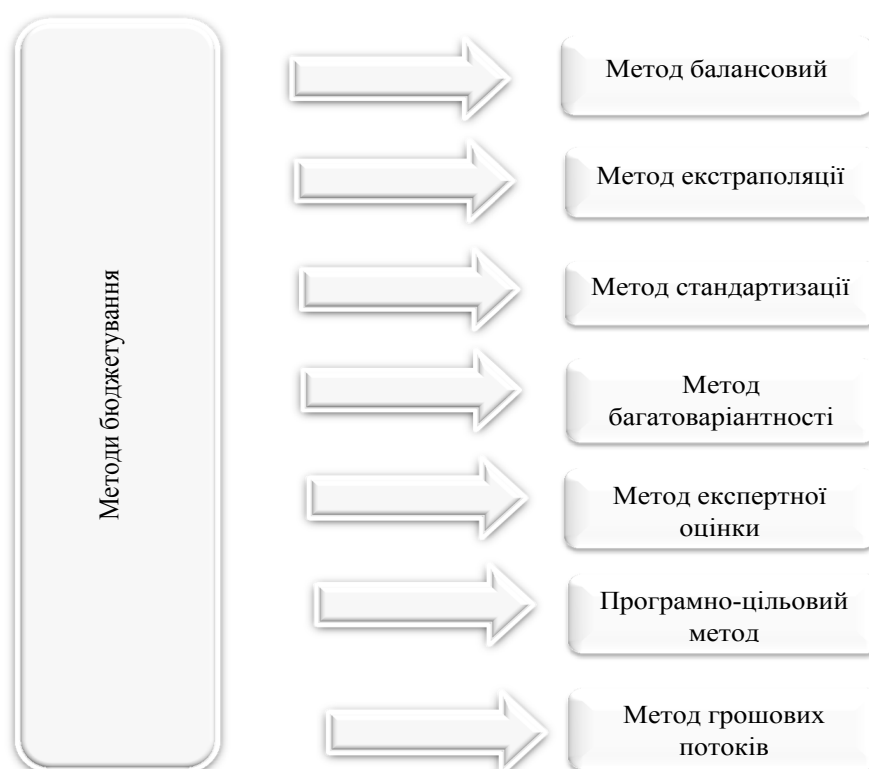 Методи бюджетування
Метод балансовий
Метод екстраполяції
Метод стандартизації
Метод
багатоваріантності
Метод експертної
оцінки
Програмно-цільовий
метод
Метод грошових
потоків